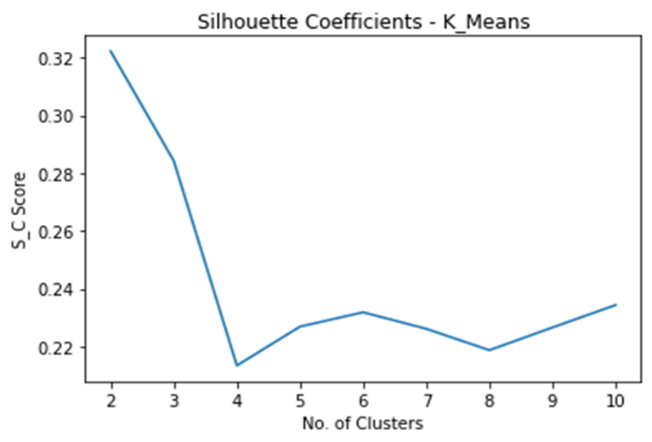 Silhouette Coefficients - K_Means
S_C Score
0.32
0.30
0.28
0.26
0.24
0.22
2 3 4 5 6 7 8 9 10
No. of Clusters